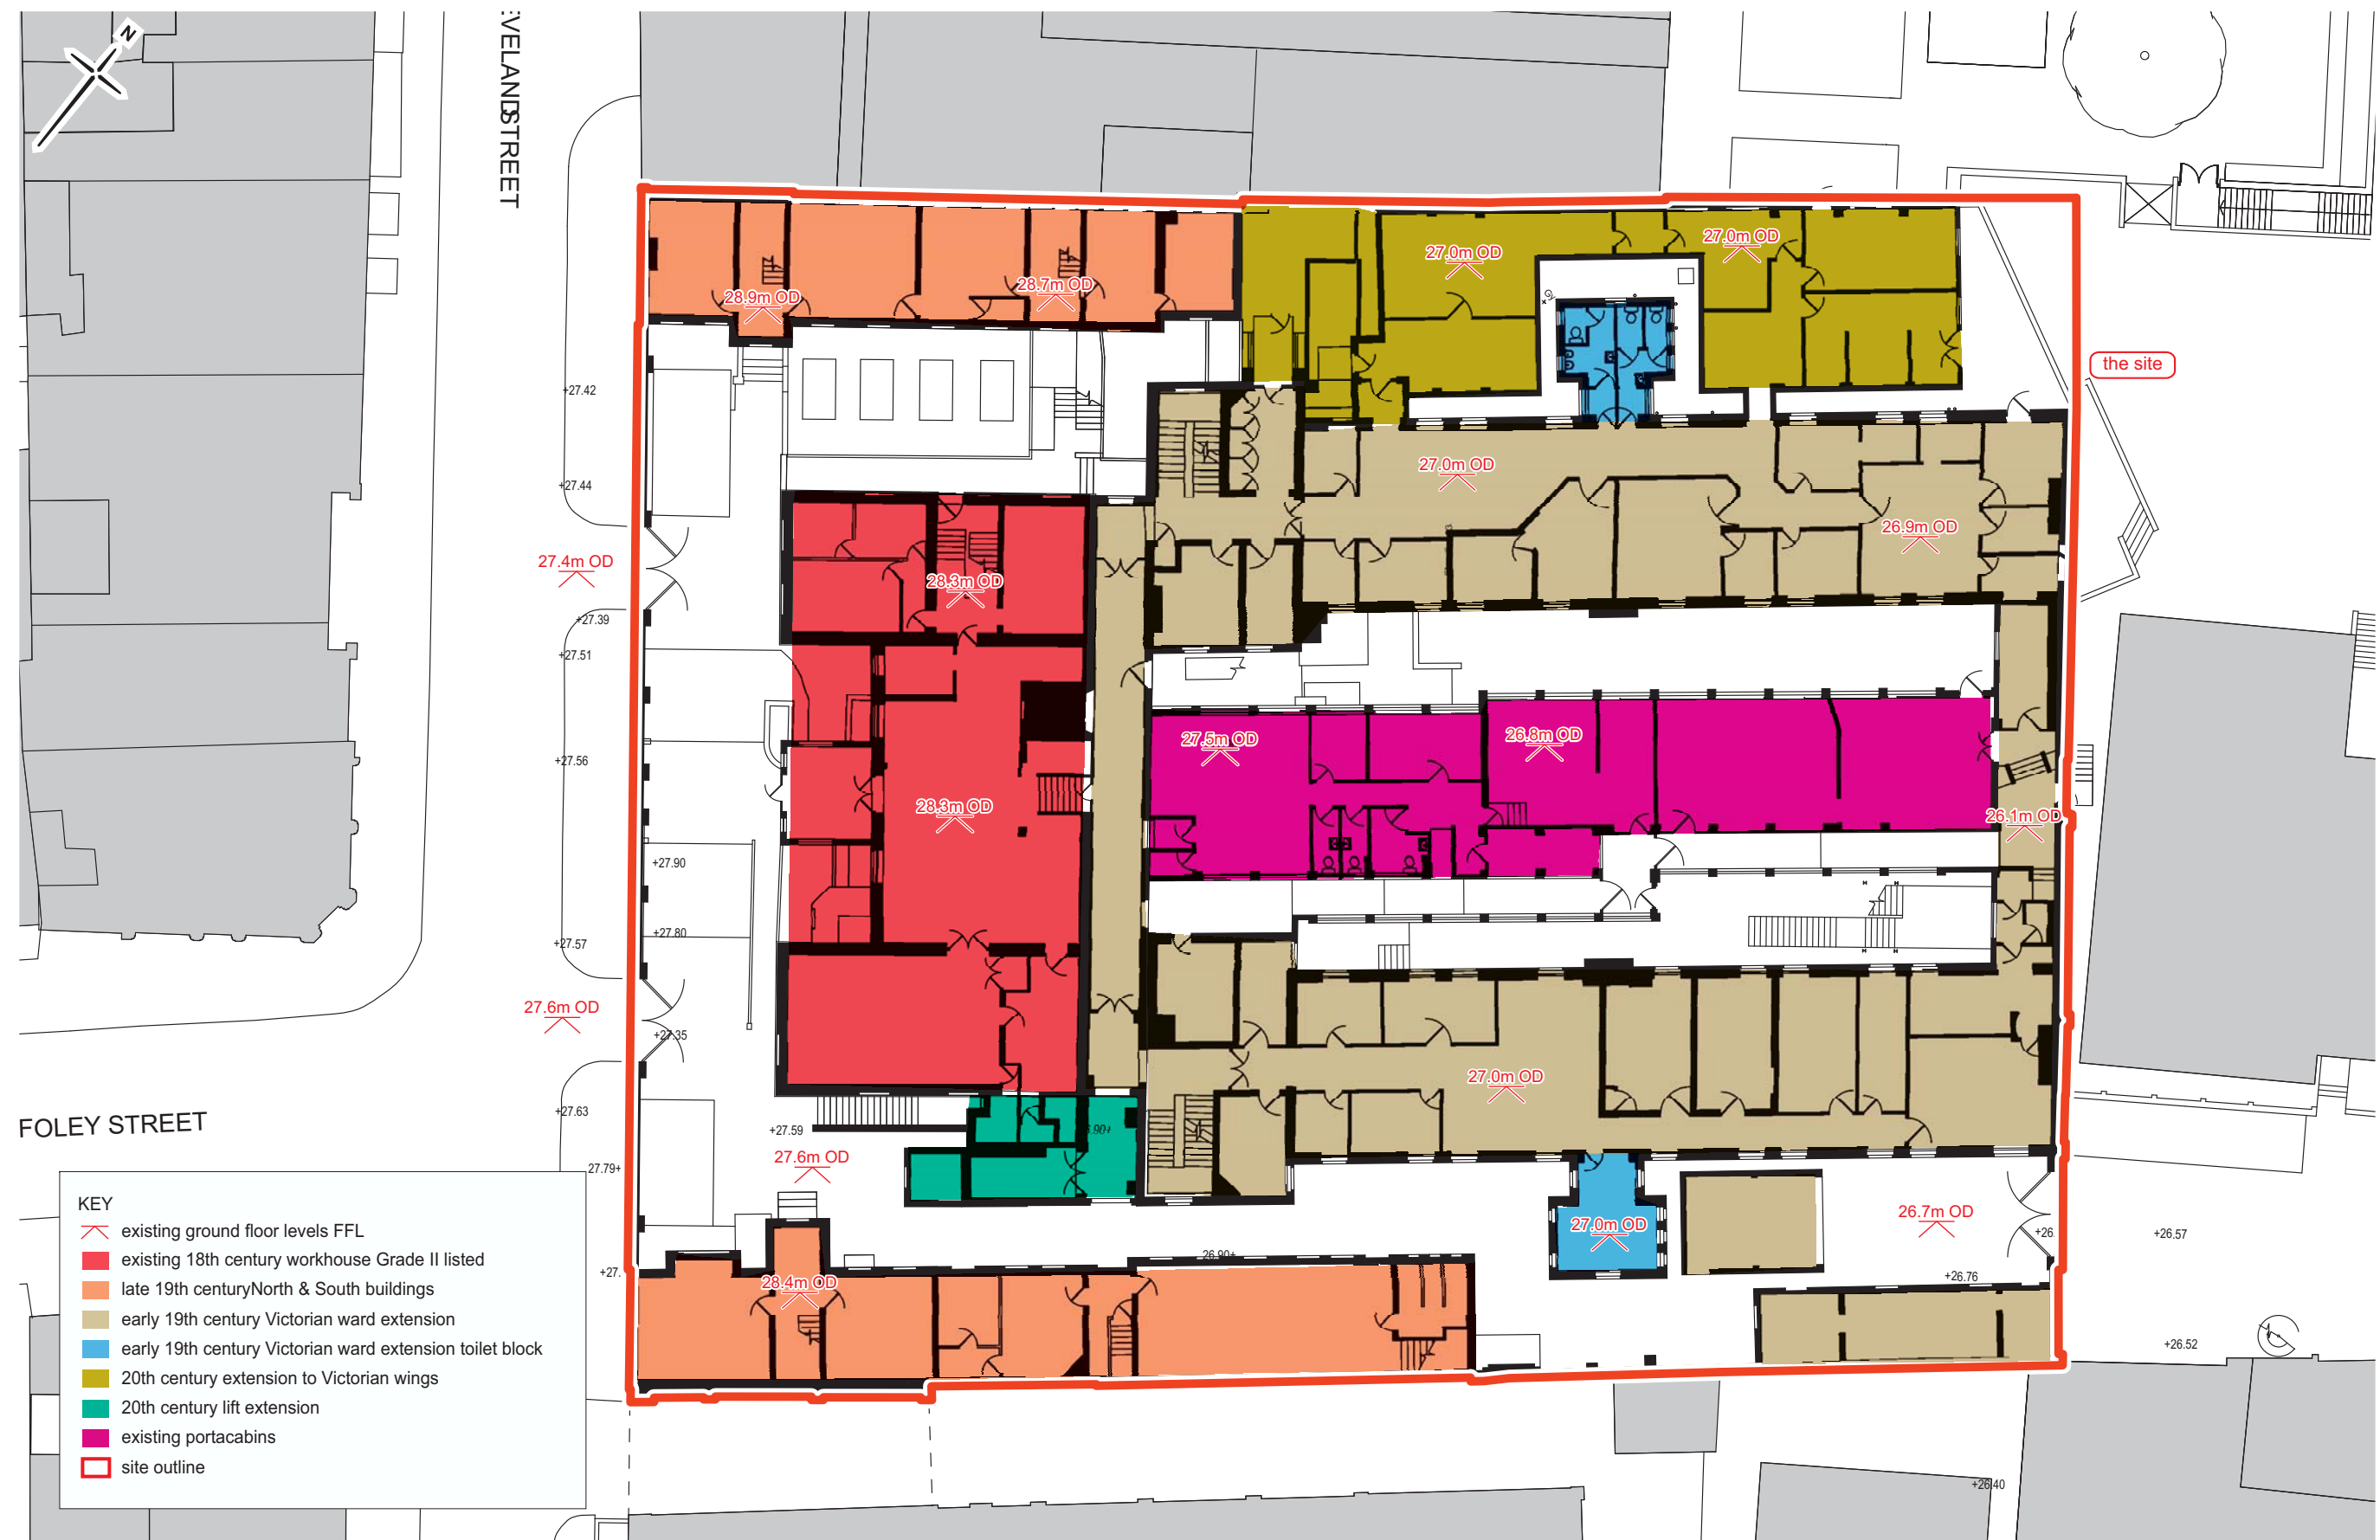 N
VELAND STREET
the site
28.9m OD
28.7m OD
27.0m OD
27.0m OD
+27.42
+27.44
27.0m OD
26.9m OD
27.4m OD
28.3m OD
+27.39
+27.51
+27.56
27.5m OD
26.8m OD
28.3m OD
26.1m OD
+27.90
+27.80
+27.57
27.6m OD
+27.35
27.0m OD
+27.63
+27.59
.90+
27.6m OD
27.79+
FOLEY STREET
27.0m OD
26.7m OD
+26.
+26.57
26.90+
+27.
28.4m OD
+26.76
+26.52
+26.40
KEY
existing ground floor levels FFL
existing 18th century workhouse Grade II listed
late 19th centuryNorth & South buildings
early 19th century Victorian ward extension
early 19th century Victorian ward extension toilet block
20th century extension to Victorian wings
20th century lift extension
existing portacabins
site outline